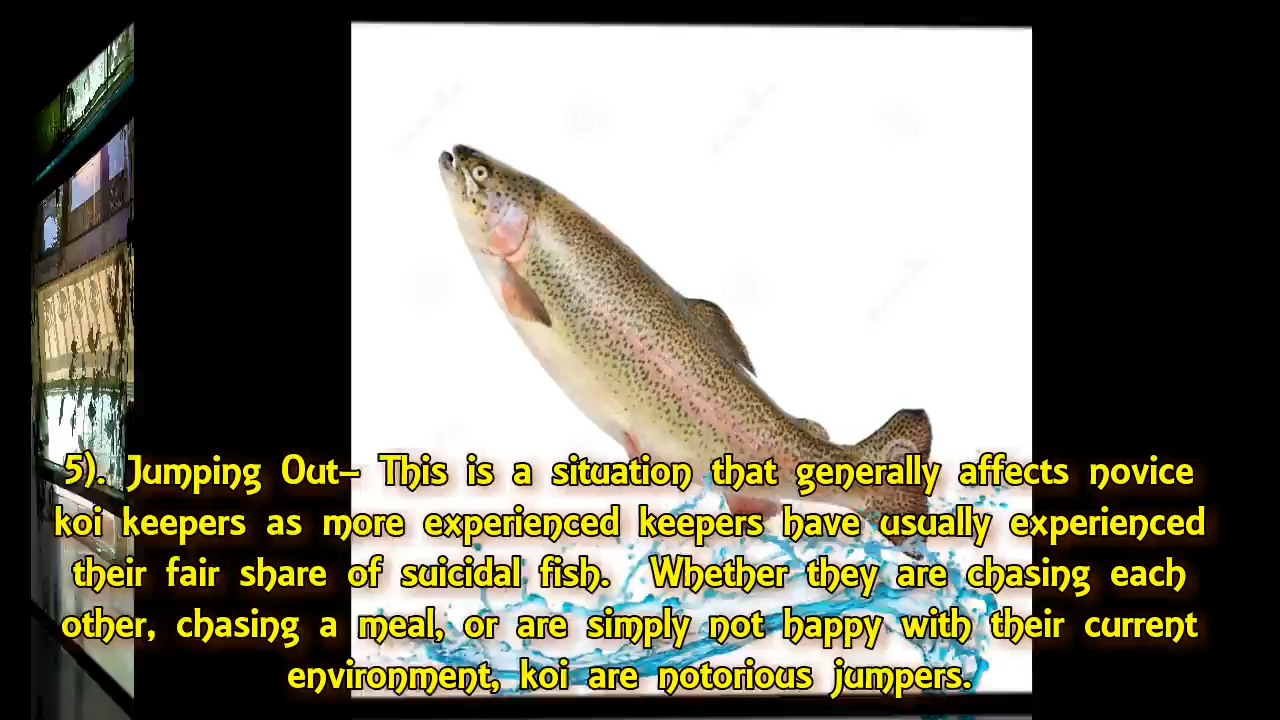 5). Jumping Out- This is a situation that generally affects novice
koi keepers as more experienced keepers have usually experienced
their fair share of suicidal fish. Whether they are chasing each
other, chasing a meal, or are simply not happy with their current
environment, koi are notorious jumpers.